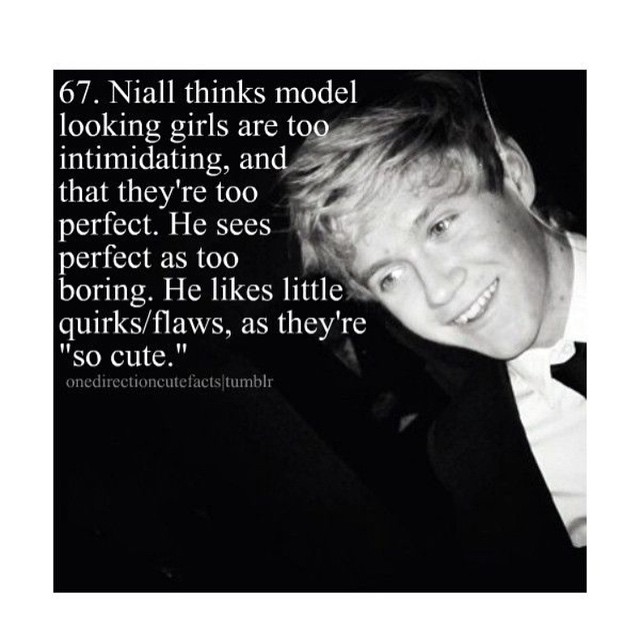 67. Niall thinks model
looking girls are too
intimidating, and
that they're too
perfect. He sees
perfect as too
boring. He likes little
quirks/flaws, as they're
"so cute."
onedirectioncutefacts|tumblr